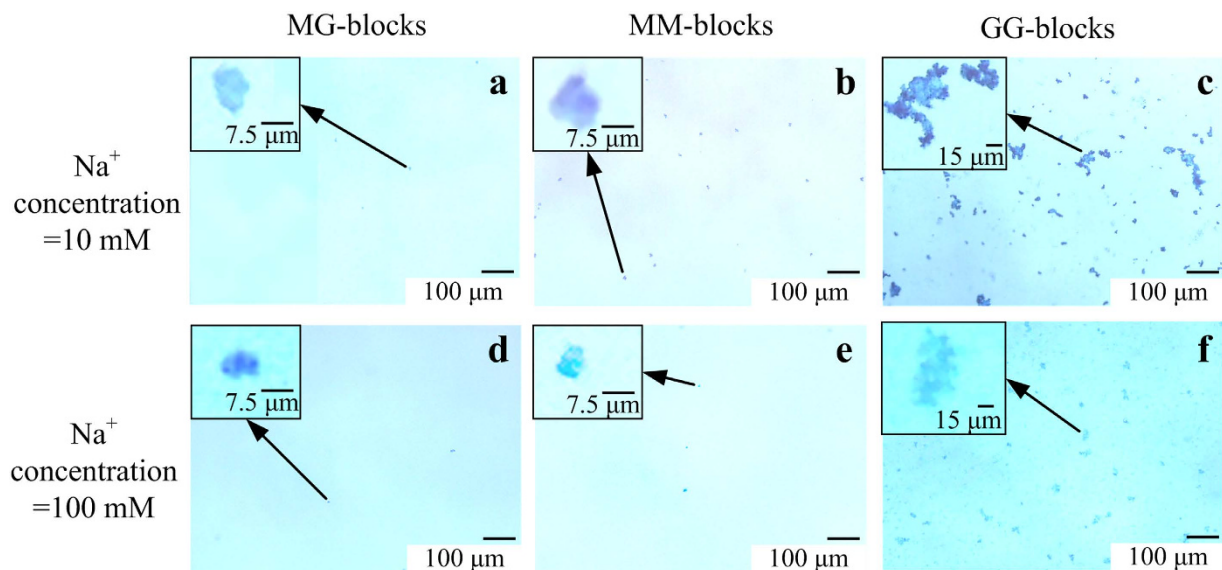 MG-blocks
MM-blocks
GG-blocks
Na⁺
concentration
=10 mM
a
7.5 μm
100 μm
b
7.5 μm
100 μm
c
15 μm
100 μm
Na⁺
concentration
=100 mM
d
7.5 μm
100 μm
e
7.5 μm
100 μm
f
15 μm
100 μm